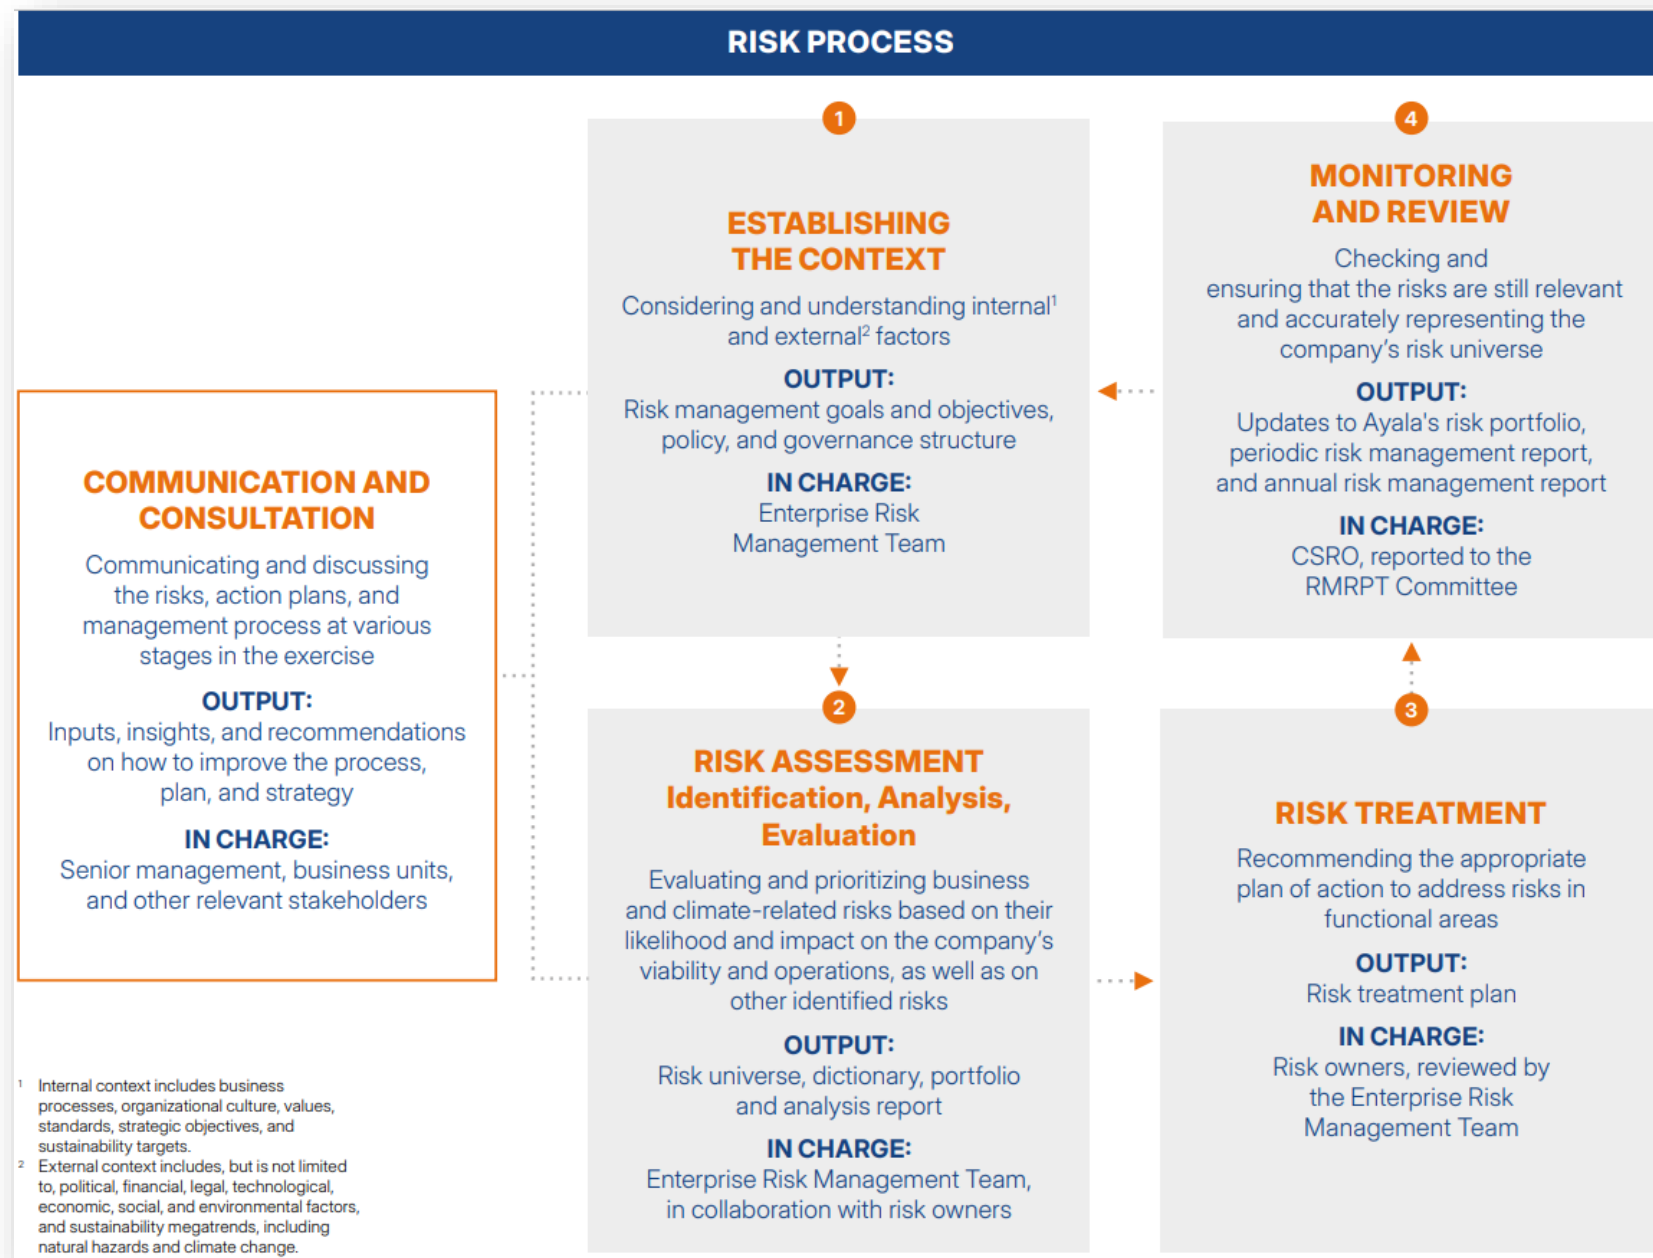 RISK PROCESS
COMMUNICATION AND
CONSULTATION
Communicating and discussing
the risks, action plans, and
management process at various
stages in the exercise
OUTPUT:
Inputs, insights, and recommendations
on how to improve the process,
plan, and strategy
IN CHARGE:
Senior management, business units,
and other relevant stakeholders
1
ESTABLISHING
THE CONTEXT
Considering and understanding internal¹
and external² factors
OUTPUT:
Risk management goals and objectives,
policy, and governance structure
IN CHARGE:
Enterprise Risk
Management Team
2
RISK ASSESSMENT
Identification, Analysis,
Evaluation
Evaluating and prioritizing business
and climate-related risks based on their
likelihood and impact on the company's
viability and operations, as well as on
other identified risks
OUTPUT:
Risk universe, dictionary, portfolio
and analysis report
IN CHARGE:
Enterprise Risk Management Team,
in collaboration with risk owners
3
RISK TREATMENT
Recommending the appropriate
plan of action to address risks in
functional areas
OUTPUT:
Risk treatment plan
IN CHARGE:
Risk owners, reviewed by
the Enterprise Risk
Management Team
4
MONITORING
AND REVIEW
Checking and
ensuring that the risks are still relevant
and accurately representing the
company's risk universe
OUTPUT:
Updates to Ayala's risk portfolio,
periodic risk management report,
and annual risk management report
IN CHARGE:
CSRO, reported to the
RMRPT Committee
¹ Internal context includes business
processes, organizational culture, values,
standards, strategic objectives, and
sustainability targets.
² External context includes, but is not limited
to, political, financial, legal, technological,
economic, social, and environmental factors,
and sustainability megatrends, including
natural hazards and climate change.